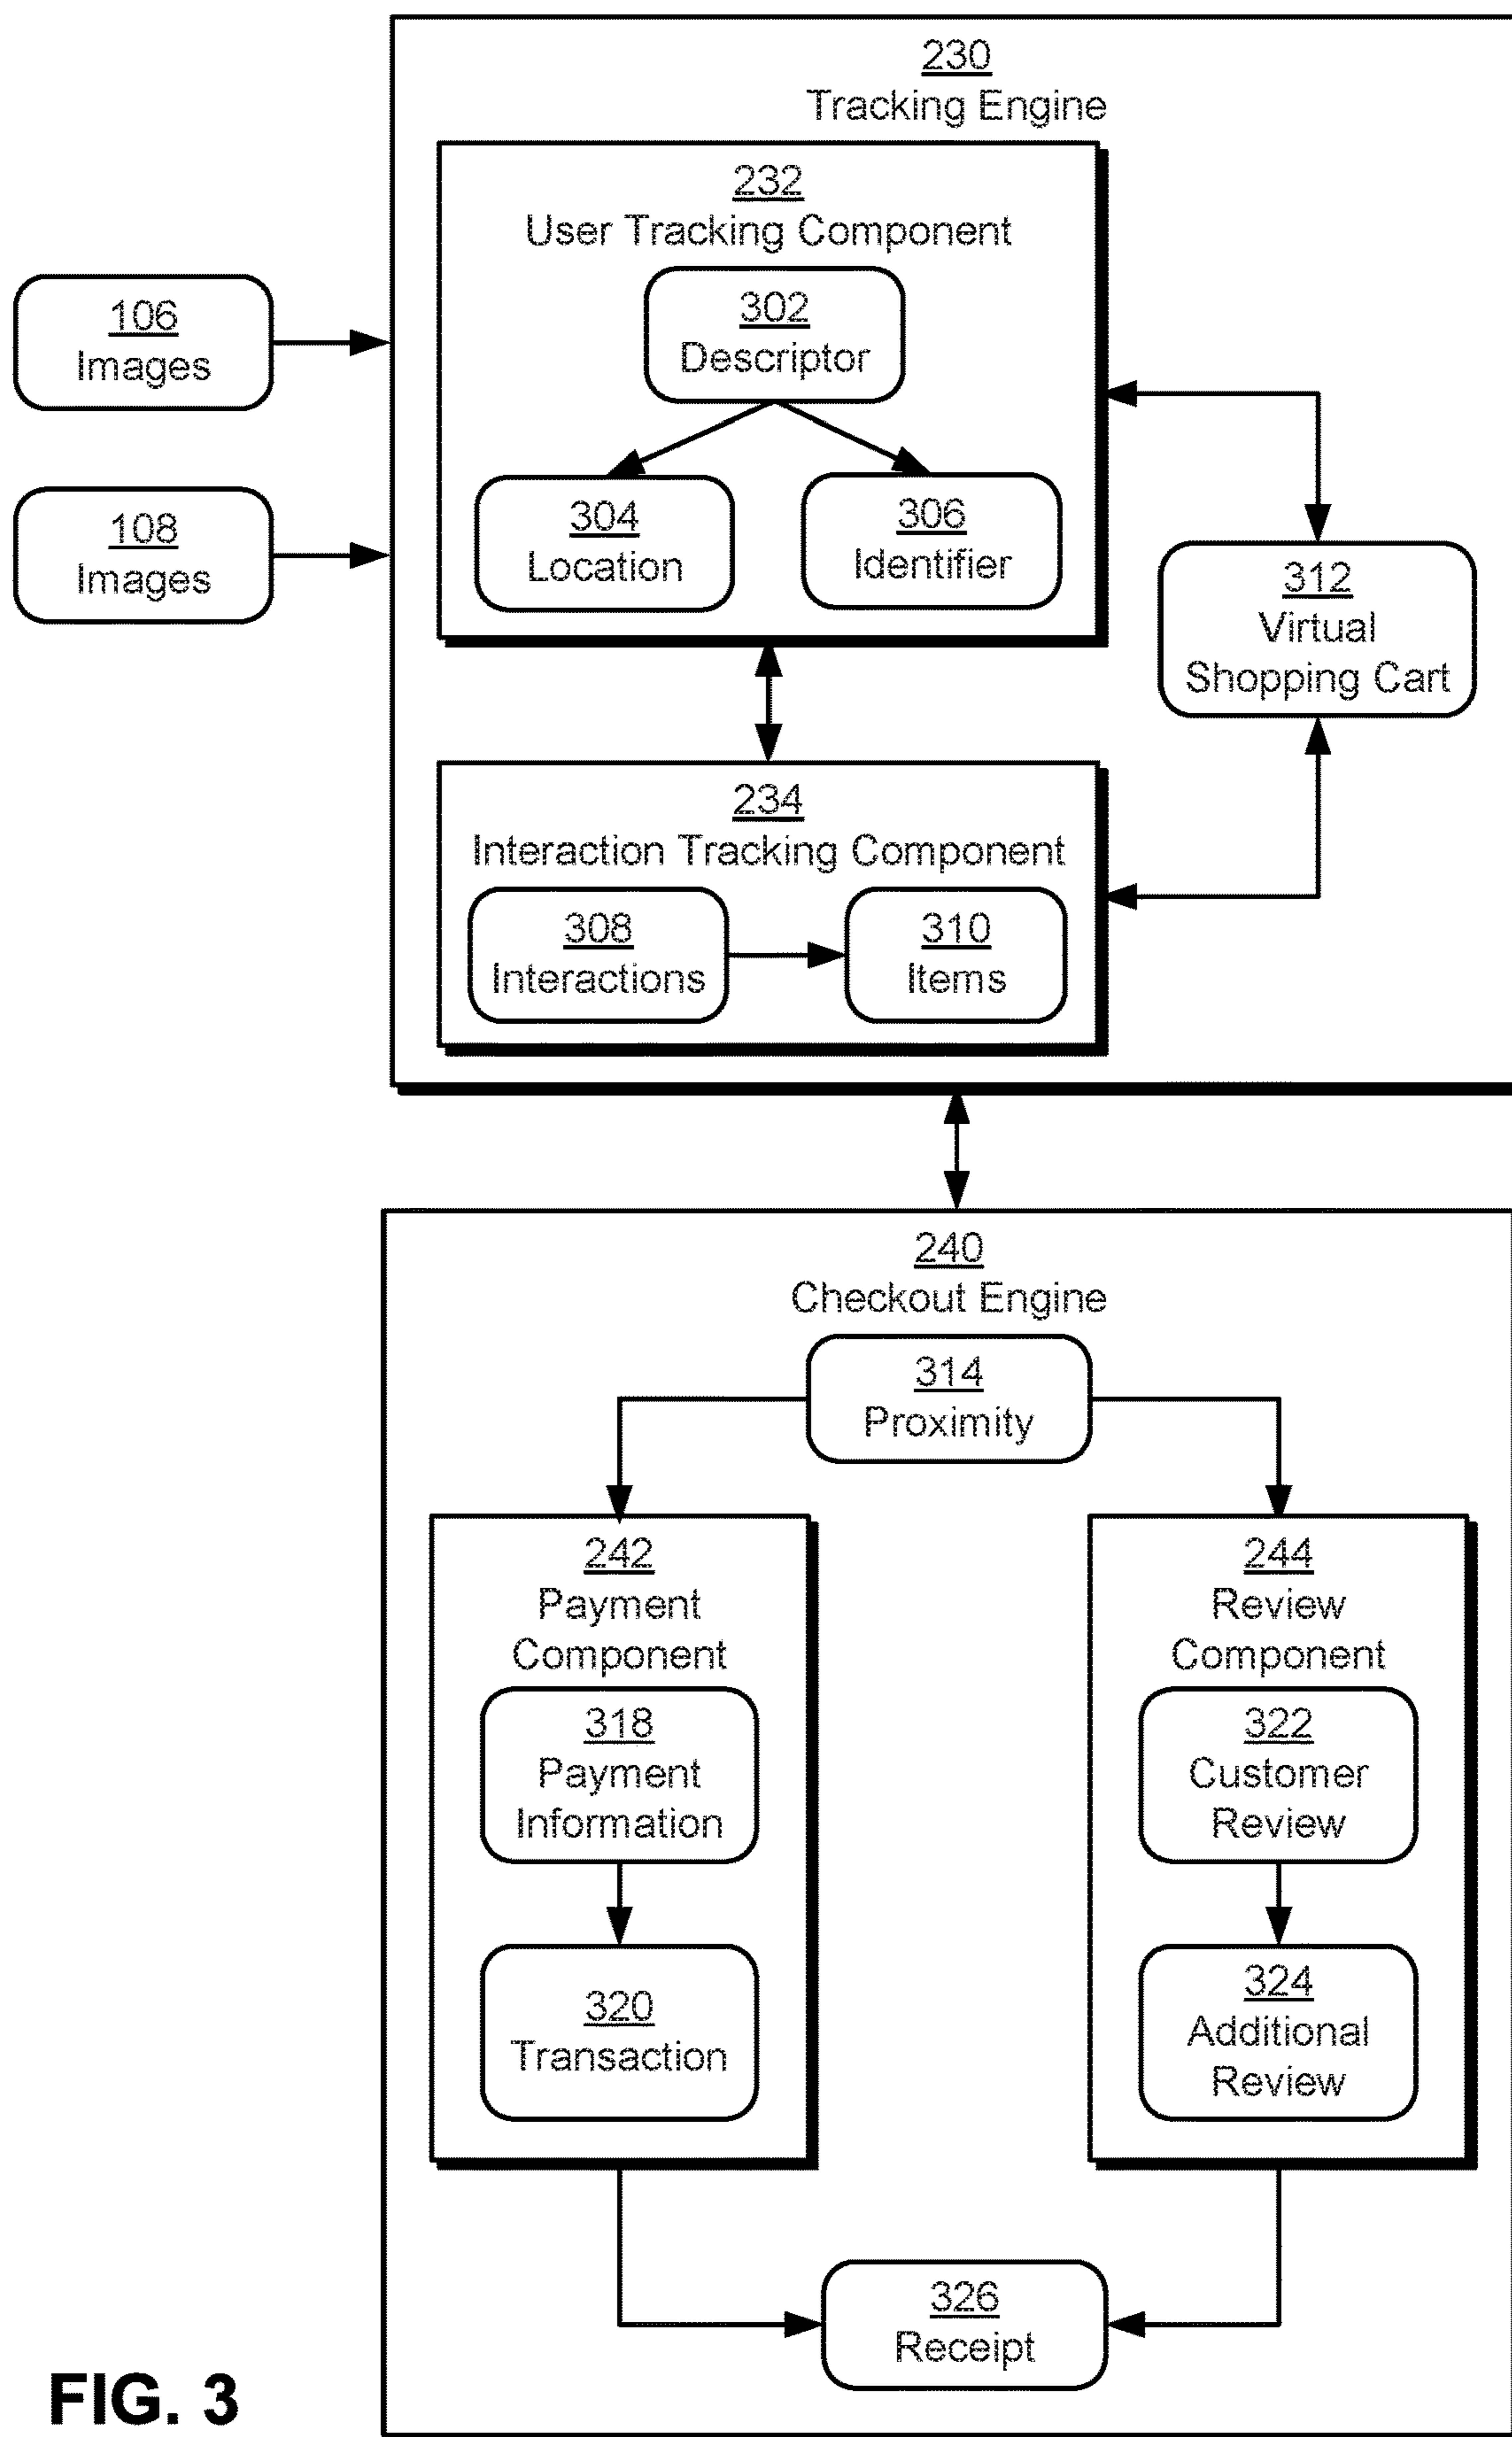 230
Tracking Engine
232
User Tracking Component
302
Descriptor
106
Images
304
Location
306
Identifier
108
Images
312
Virtual
Shopping Cart
234
Interaction Tracking Component
308
Interactions
310
Items
240
Checkout Engine
314
Proximity
242
Payment
Component
318
Payment
Information
320
Transaction
244
Review
Component
322
Customer
Review
324
Additional
Review
326
Receipt
FIG. 3